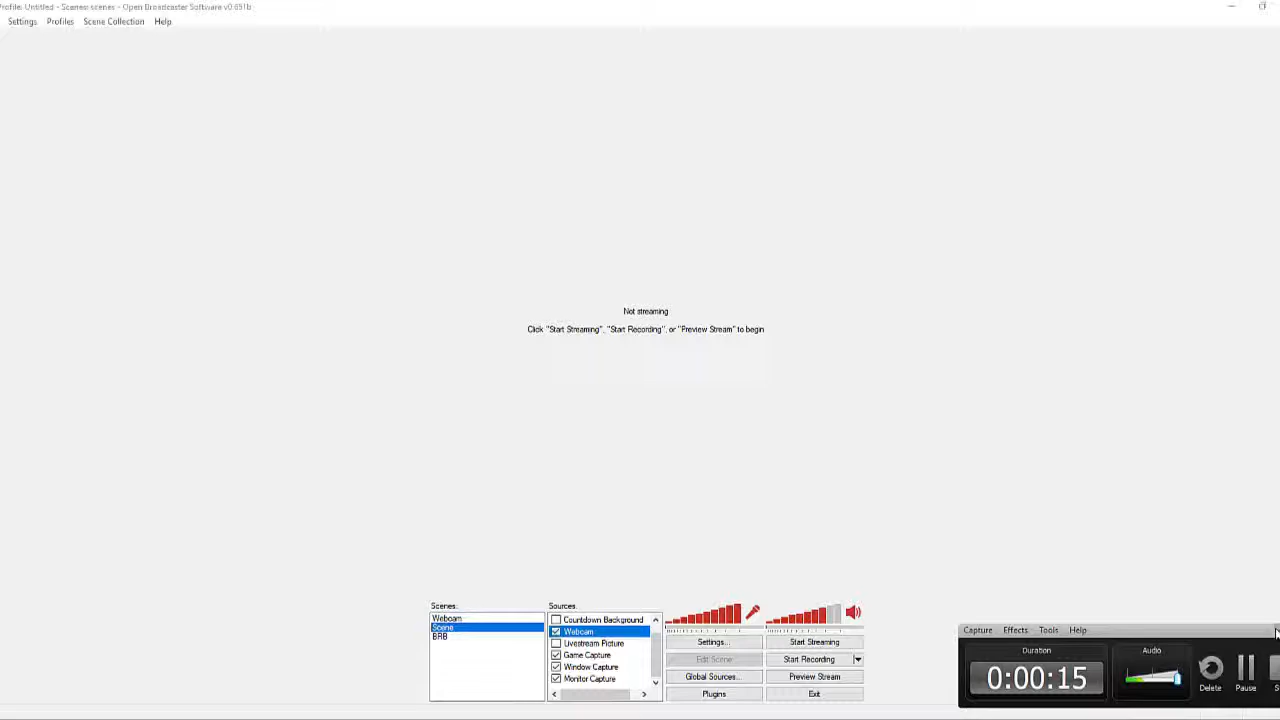 Profile: Untitled - Scenes: scenes - Open Broadcaster Software v0.651b
Settings Profiles Scene Collection Help
Not streaming
Click "Start Streaming", "Start Recording", or "Preview Stream" to begin
Scenes:
Webcam
Scene
BRB
Sources:
Countdown Background
Webcam
Livestream Picture
Game Capture
Window Capture
Monitor Capture
Settings...
Start Streaming
Edit Scene
Start Recording
Global Sources...
Preview Stream
Plugins
Exit
Capture Effects Tools Help
Duration
0:00:15
Audio
Delete
Pause